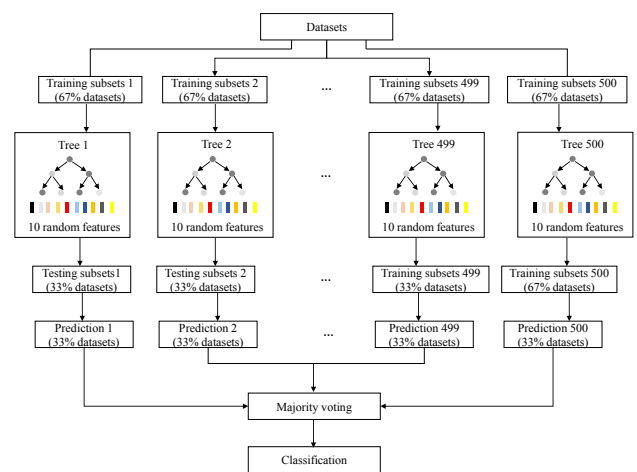 Datasets
Training subsets 1
(67% datasets)
Training subsets 2
(67% datasets)
...
Training subsets 499
(67% datasets)
Training subsets 500
(67% datasets)
Tree 1
10 random features
Tree 2
10 random features
...
Tree 499
10 random features
Tree 500
10 random features
Testing subsets1
(33% datasets)
Testing subsets 2
(33% datasets)
...
Training subsets 499
(33% datasets)
Training subsets 500
(67% datasets)
Prediction 1
(33% datasets)
Prediction 2
(33% datasets)
...
Prediction 499
(33% datasets)
Prediction 500
(33% datasets)
Majority voting
Classification